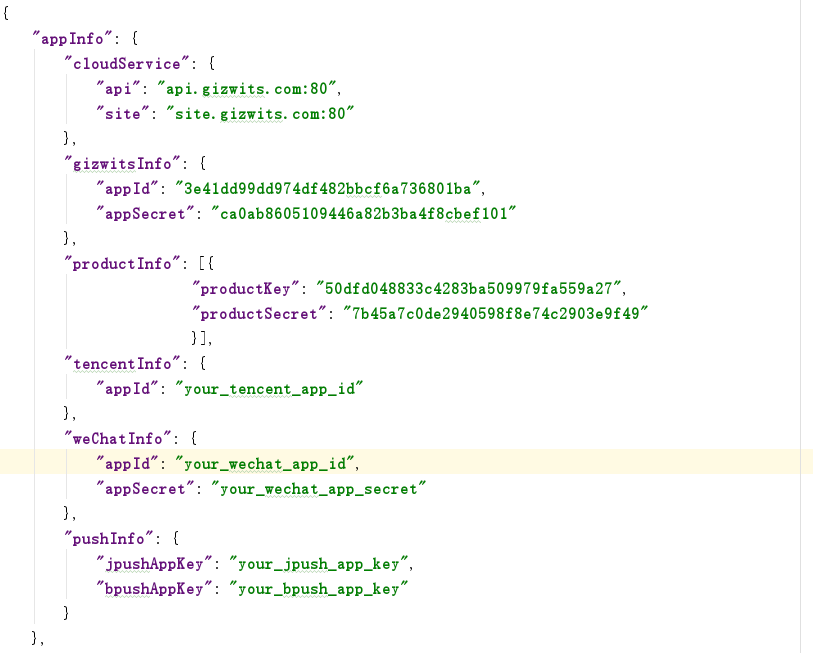 {
"appInfo": {
"cloudService": {
"api": "api.gizwits.com:80",
"site": "site.gizwits.com:80"
},
"gizwitsInfo": {
"appId": "3e41dd99dd974df482bbcf6a736801ba",
"appSecret": "ca0ab8605109446a82b3ba4f8cbef101"
},
"productInfo": [{
"productKey": "50dfd048833c4283ba509979fa559a27",
"productSecret": "7b45a7c0de2940598f8e74c2903e9f49"
}],
"tencentInfo": {
"appId": "your_tencent_app_id"
},
"weChatInfo": {
"appId": "your_wechat_app_id",
"appSecret": "your_wechat_app_secret"
},
"pushInfo": {
"jpushAppKey": "your_jpush_app_key",
"bpushAppKey": "your_bpush_app_key"
}
},